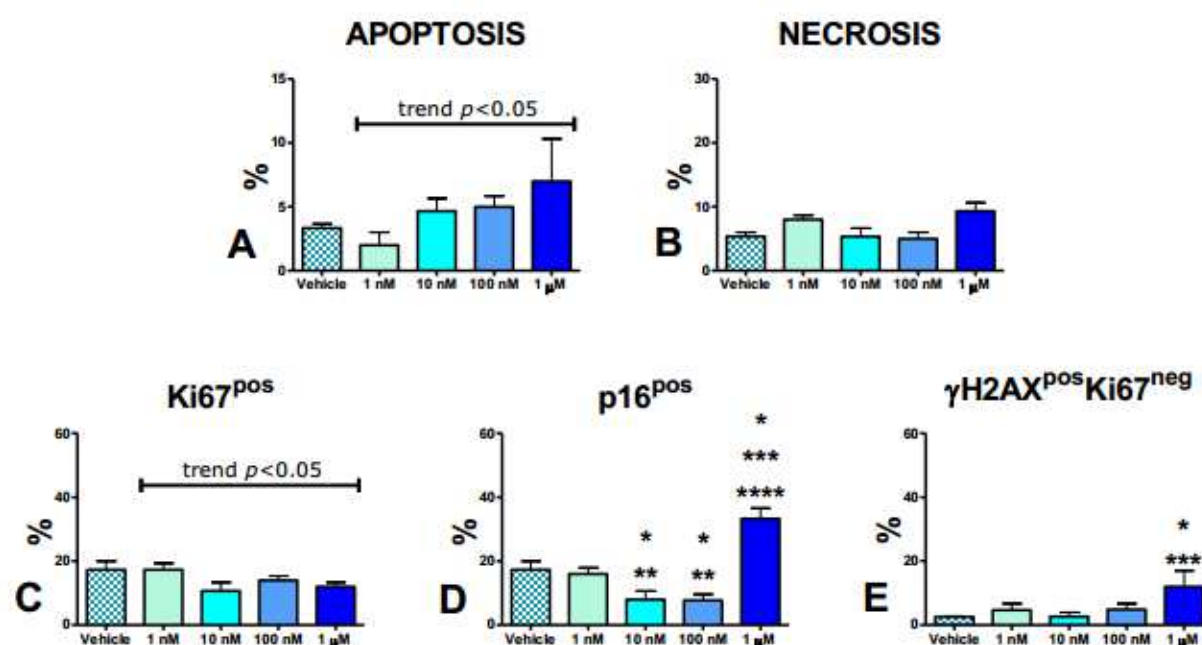 APOPTOSIS
15
10
5
0
%
trend p<0.05
A
Vehicle 1 nM 10 nM 100 nM 1 µM
NECROSIS
30
20
10
0
%
B
Vehicle 1 nM 10 nM 100 nM 1 µM
Ki67pos
60
40
20
0
%
trend p<0.05
C
Vehicle 1 nM 10 nM 100 nM 1 µM
p16pos
60
40
20
0
%
* * *
** ** ***
****
D
Vehicle 1 nM 10 nM 100 nM 1 µM
γH2AXposKi67neg
60
40
20
0
%
*
***
E
Vehicle 1 nM 10 nM 100 nM 1 µM